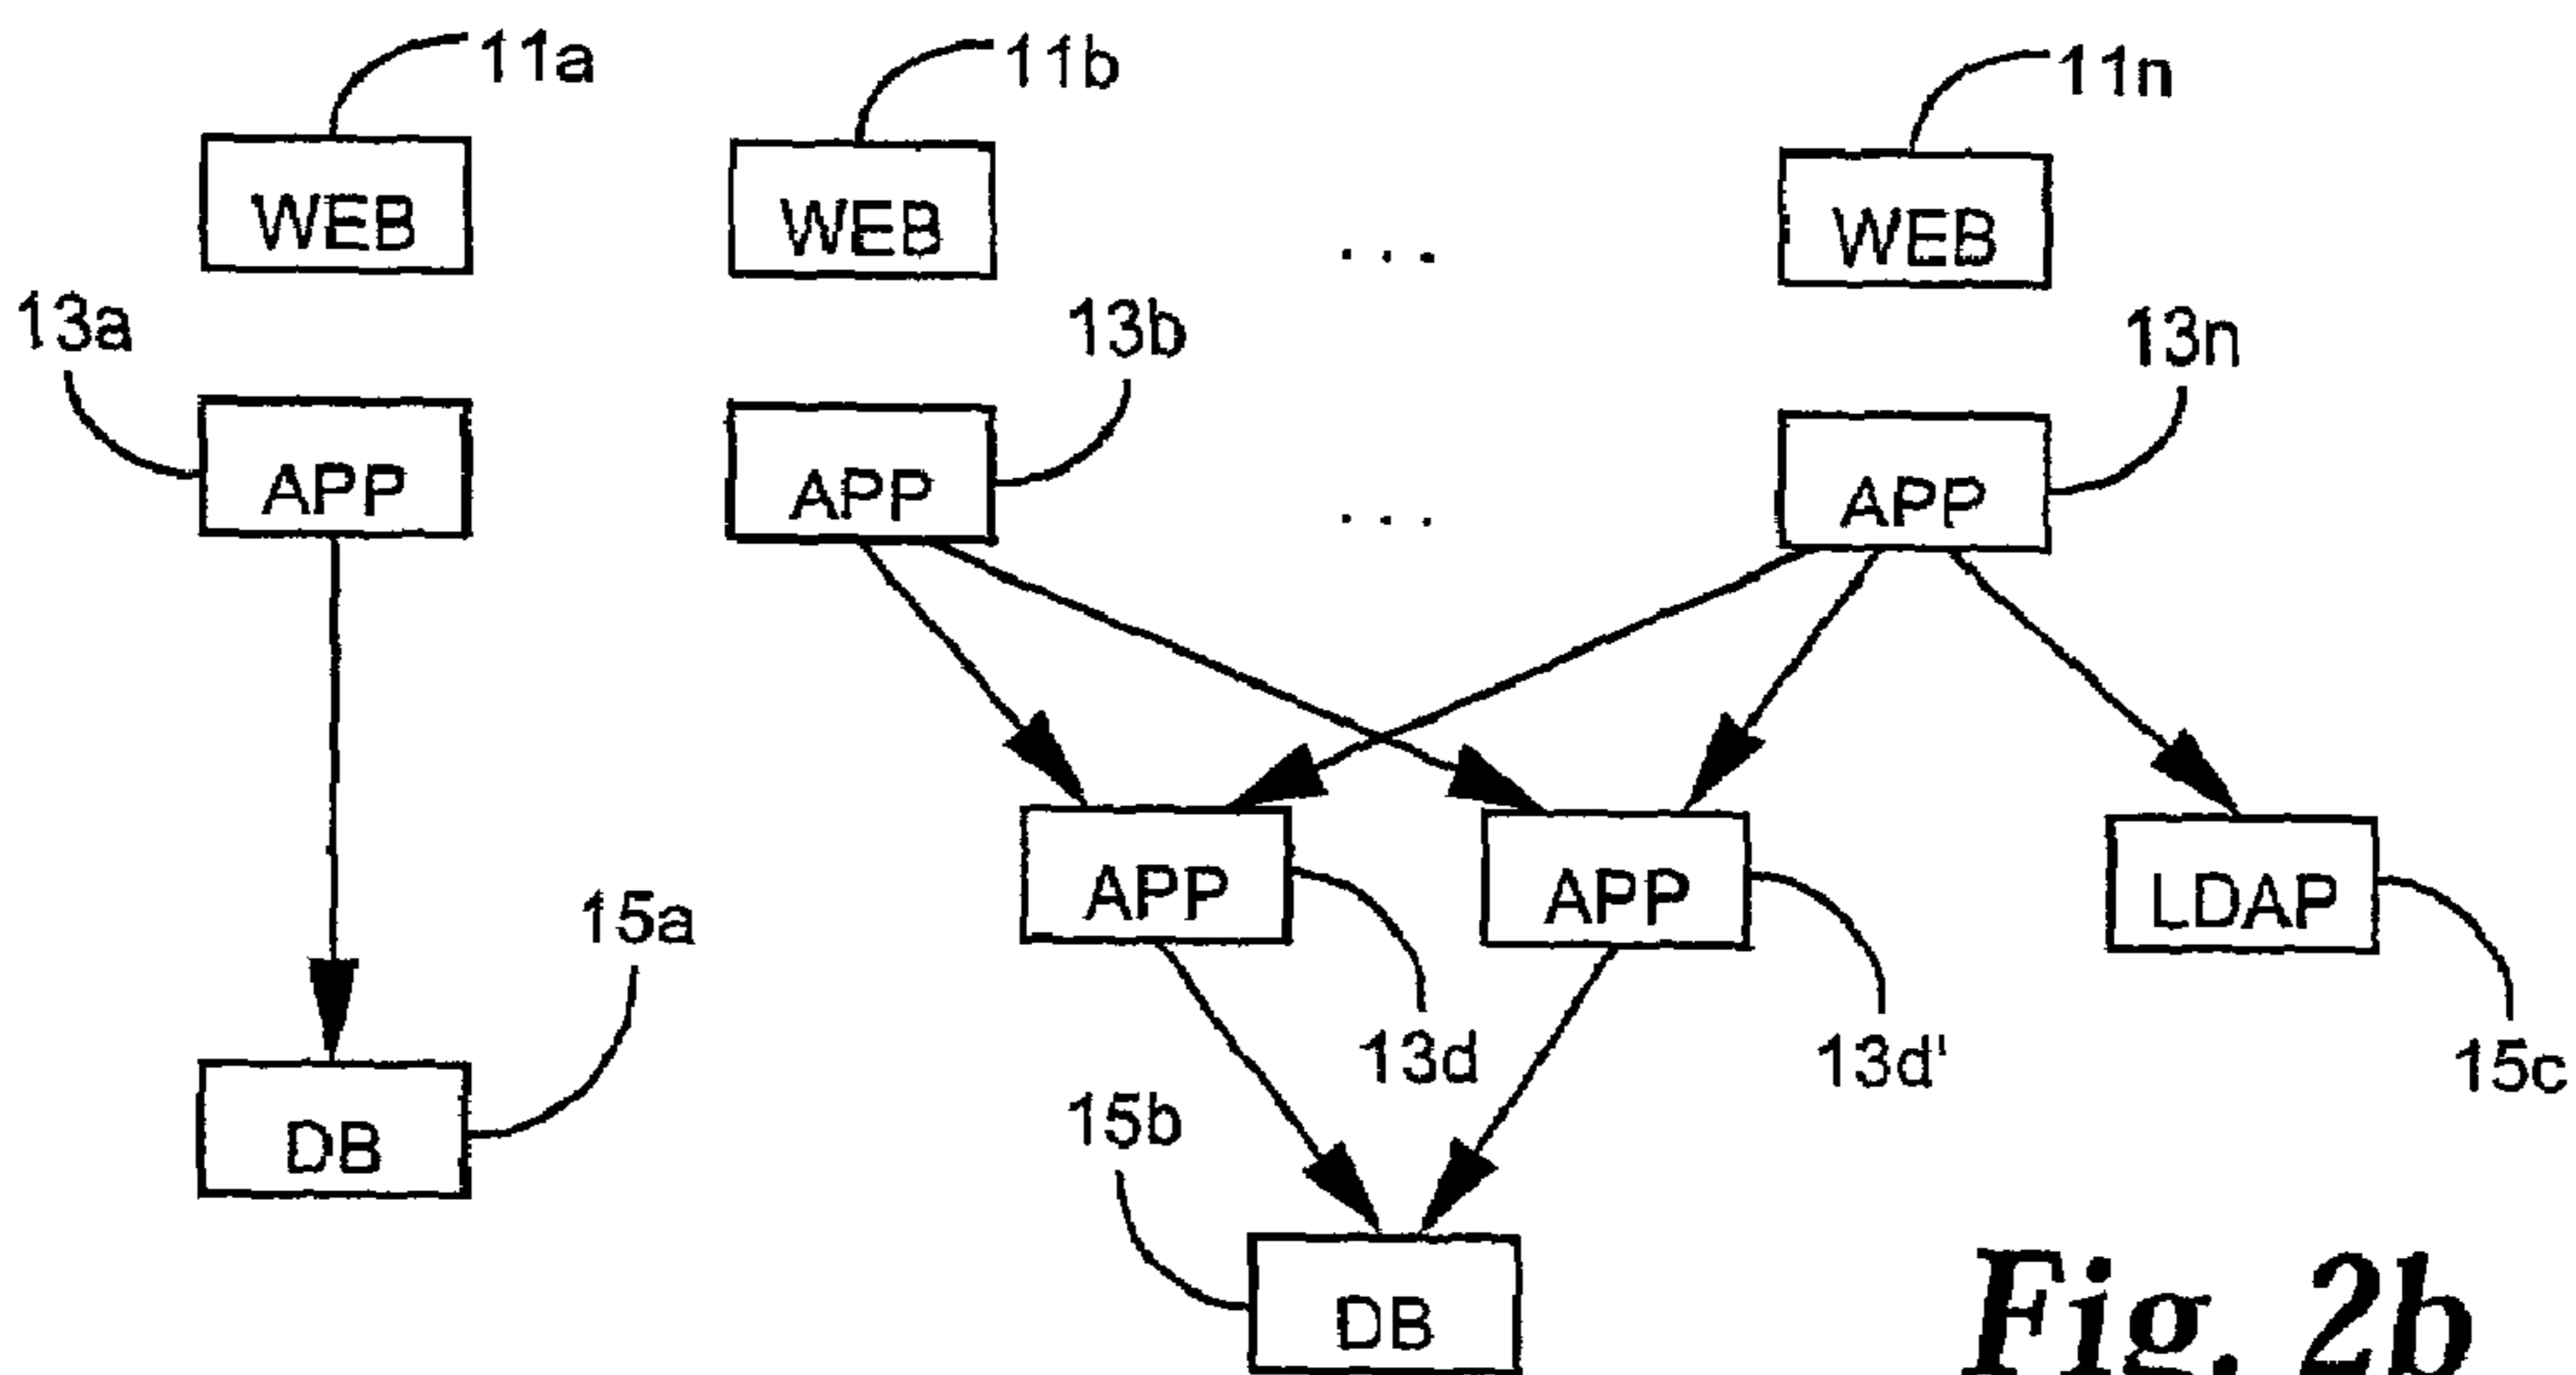 11a 11b 11n
WEB WEB ... WEB
13a 13b 13n
APP APP ... APP
APP APP LDAP
15a 13d 13d' 15c
DB 15b
DB
Fig. 2b